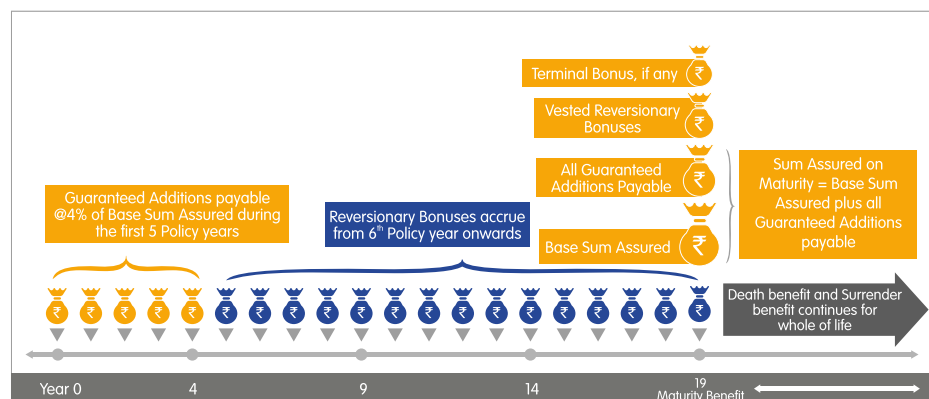 Terminal Bonus, if any
₹
Vested Reversionary
Bonuses
₹
All Guaranteed
Additions Payable
₹
Base Sum Assured
₹
Sum Assured on
Maturity = Base Sum
Assured plus all
Guaranteed Additions
payable
Guaranteed Additions payable
@4% of Base Sum Assured during
the first 5 Policy years
Reversionary Bonuses accrue
from 6th Policy year onwards
₹ ₹ ₹ ₹ ₹ ₹ ₹ ₹ ₹ ₹ ₹ ₹ ₹ ₹ ₹ ₹ ₹ ₹ ₹ ₹
Death benefit and Surrender
benefit continues for
whole of life
Year 0 4 9 14 19
Maturity Benefit